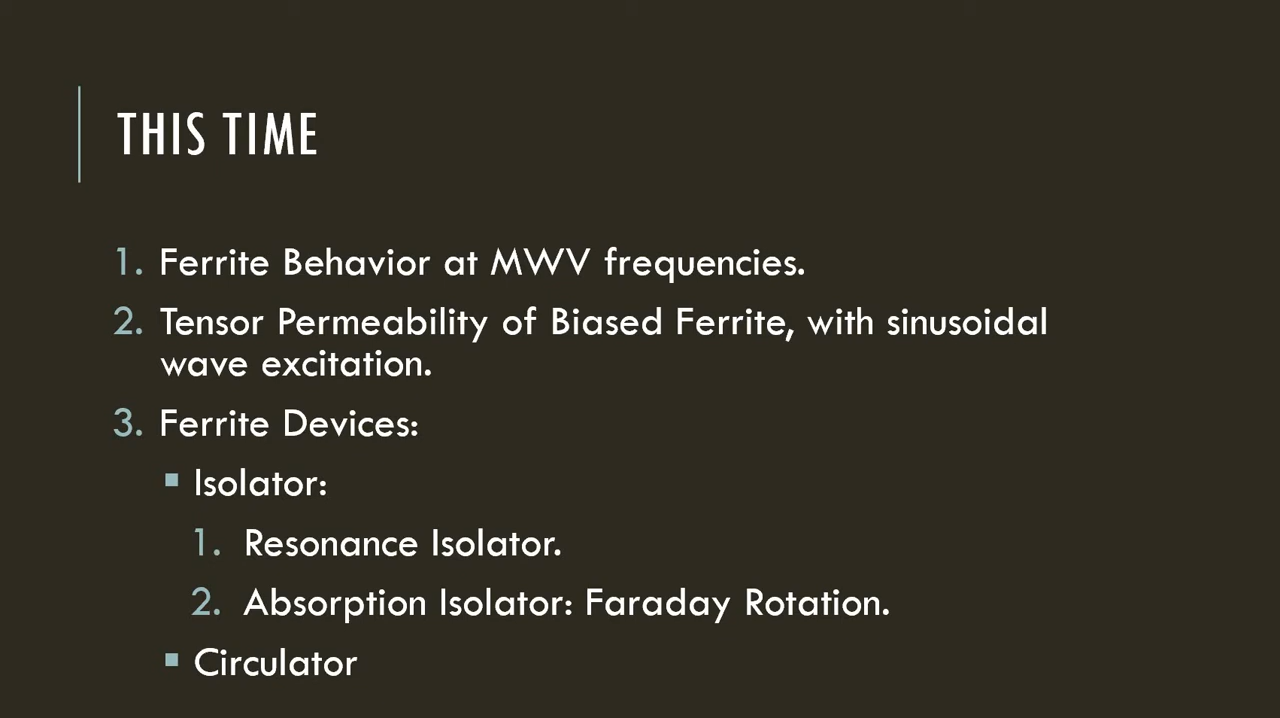 THIS TIME
1. Ferrite Behavior at MWV frequencies.
2. Tensor Permeability of Biased Ferrite, with sinusoidal
wave excitation.
3. Ferrite Devices:
▪ Isolator:
1. Resonance Isolator.
2. Absorption Isolator: Faraday Rotation.
▪ Circulator